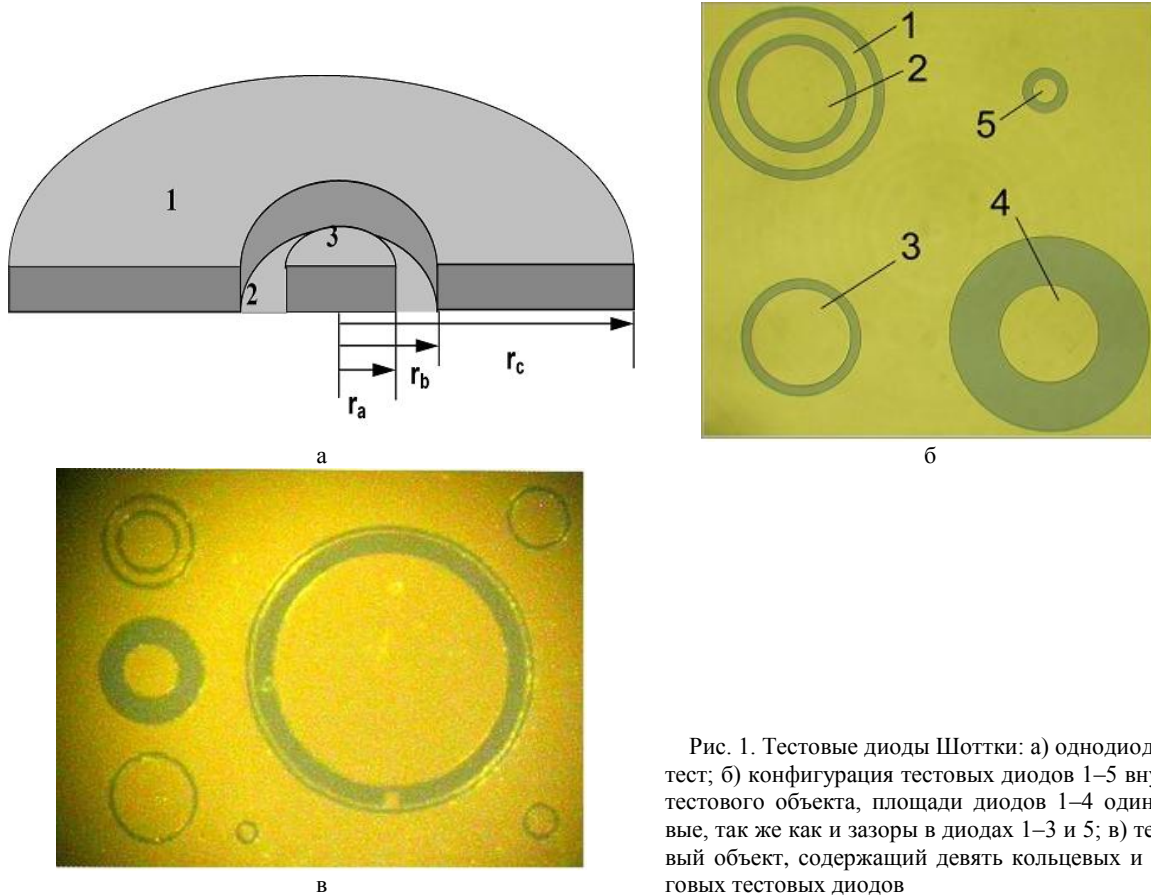 1
3
2
r_c
r_b
r_a
а
1
2
5
4
3
б
в
Рис. 1. Тестовые диоды Шоттки: а) однодиод
тест; б) конфигурация тестовых диодов 1–5 вну
тестового объекта, площади диодов 1–4 один
вые, так же как и зазоры в диодах 1–3 и 5; в) те
вый объект, содержащий девять кольцевых и
говых тестовых диодов